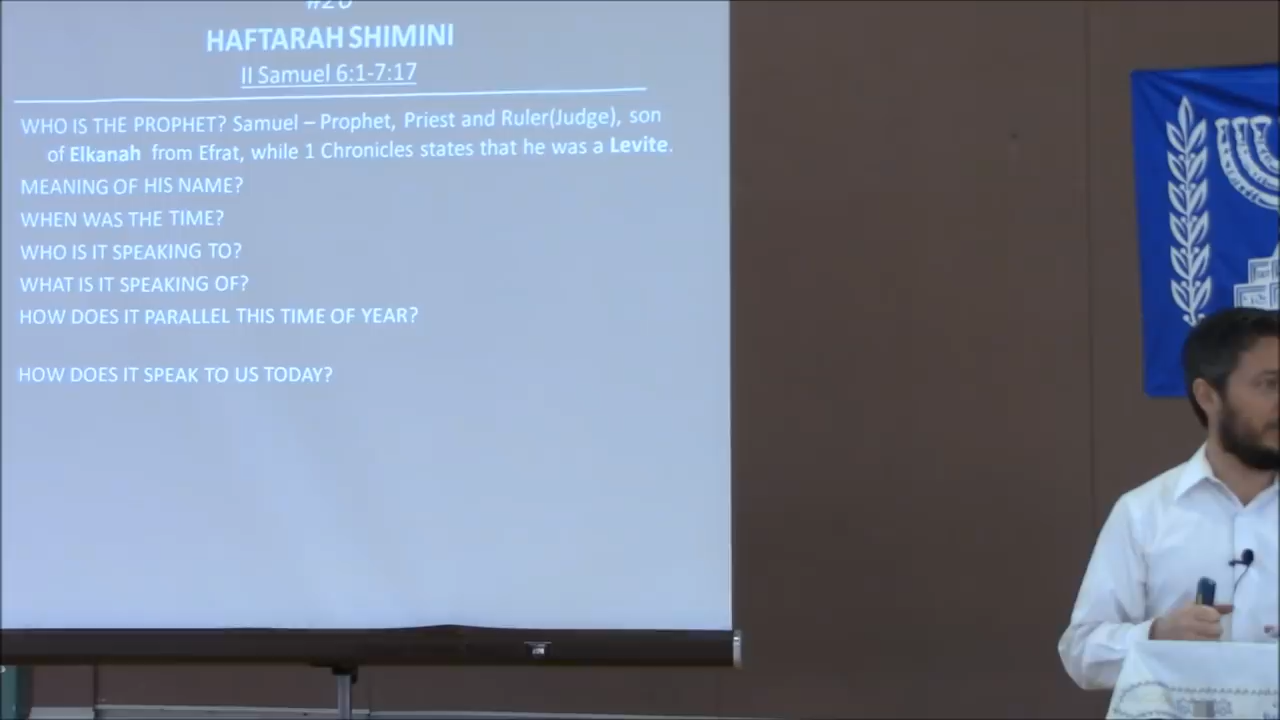 #26
HAFTARAH SHIMINI
II Samuel 6:1-7:17
WHO IS THE PROPHET? Samuel – Prophet, Priest and Ruler(Judge), son
of Elkanah from Efrat, while 1 Chronicles states that he was a Levite.
MEANING OF HIS NAME?
WHEN WAS THE TIME?
WHO IS IT SPEAKING TO?
WHAT IS IT SPEAKING OF?
HOW DOES IT PARALLEL THIS TIME OF YEAR?
HOW DOES IT SPEAK TO US TODAY?